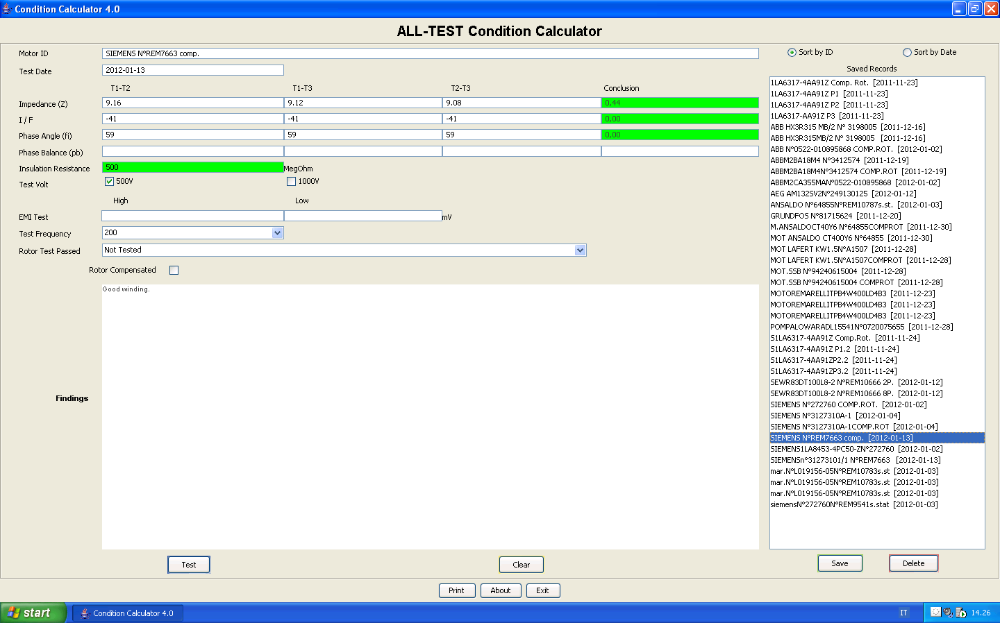 Condition Calculator 4.0
ALL-TEST Condition Calculator
Motor ID
SIEMENS N°REM7663 comp.
Test Date
2012-01-13
T1-T2 T1-T3 T2-T3 Conclusion
Impedance (Z) 9.16 9.12 9.08 0,44
I / F -41 -41 -41 0,00
Phase Angle (fi) 59 59 59 0,00
Phase Balance (pb)
Insulation Resistance 500 MegOhm
Test Volt 500V 1000V
High Low
EMI Test mV
Test Frequency 200
Rotor Test Passed Not Tested
Rotor Compensated
Findings
Good winding.
Test
Clear
Sort by ID
Sort by Date
Saved Records
1LA6317-4AA91Z Comp. Rot. [2011-11-23]
1LA6317-4AA91Z P1 [2011-11-23]
1LA6317-4AA91Z P2 [2011-11-23]
1LA6317-AA91Z P3 [2011-11-23]
ABB HX3R315 MB/2 N° 3198005 [2011-12-16]
ABB HX3R315MB/2 N° 3198005 [2011-12-16]
ABB N°0522-010895868 COMP.ROT. [2012-01-02]
ABBM2BA18M4 N°3412574 [2011-12-19]
ABBM2BA18M4N°3412574 COMP.ROT [2011-12-19]
ABBM2CA355MAN°0522-010895868 [2012-01-02]
AEG AM132SV2N°249130125 [2012-01-12]
ANSALDO N°64855N°REM10787s.st. [2012-01-03]
GRUNDFOS N°81715624 [2011-12-20]
M.ANSALDOCT40Y6 N°64855COMPROT [2011-12-30]
MOT ANSALDO CT400Y6 N°64855 [2011-12-30]
MOT LAFERT KW1.5N°A1507 [2011-12-28]
MOT LAFERT KW1.5N°A1507COMPROT [2011-12-28]
MOT.SSB N°94240615004 [2011-12-28]
MOT.SSB N°94240615004 COMPROT [2011-12-28]
MOTOREMARELLITPB4W400LD4B3 [2011-12-23]
MOTOREMARELLITPB4W400LD4B3 [2011-12-23]
MOTOREMARELLITPB4W400LD4B3 [2011-12-23]
POMPALOWARADL15541N°0720075655 [2011-12-28]
S1LA6317-4AA91Z Comp.Rot. [2011-11-24]
S1LA6317-4AA91Z P1.2 [2011-11-24]
S1LA6317-4AA91ZP2.2 [2011-11-24]
S1LA6317-4AA91ZP3.2 [2011-11-24]
SEWR83DT100L8-2 N°REM10666 2P. [2012-01-12]
SEWR83DT100L8-2 N°REM10666 8P. [2012-01-12]
SIEMENS N°272760 COMP.ROT. [2012-01-02]
SIEMENS N°3127310A-1 [2012-01-04]
SIEMENS N°3127310A-1COMP.ROT [2012-01-04]
SIEMENS N°REM7663 comp. [2012-01-13]
SIEMENS1LA8453-4PC50-ZN°272760 [2012-01-02]
SIEMENSn°31273101/1 N°REM7663 [2012-01-13]
mar.N°L019156-05N°REM10783s.st [2012-01-03]
mar.N°L019156-05N°REM10783s.st [2012-01-03]
mar.N°L019156-05N°REM10783s.st [2012-01-03]
siemensN°272760N°REM9541s.stat [2012-01-03]
Save
Delete
Print
About
Exit
start
Condition Calculator 4.0
IT
14.26